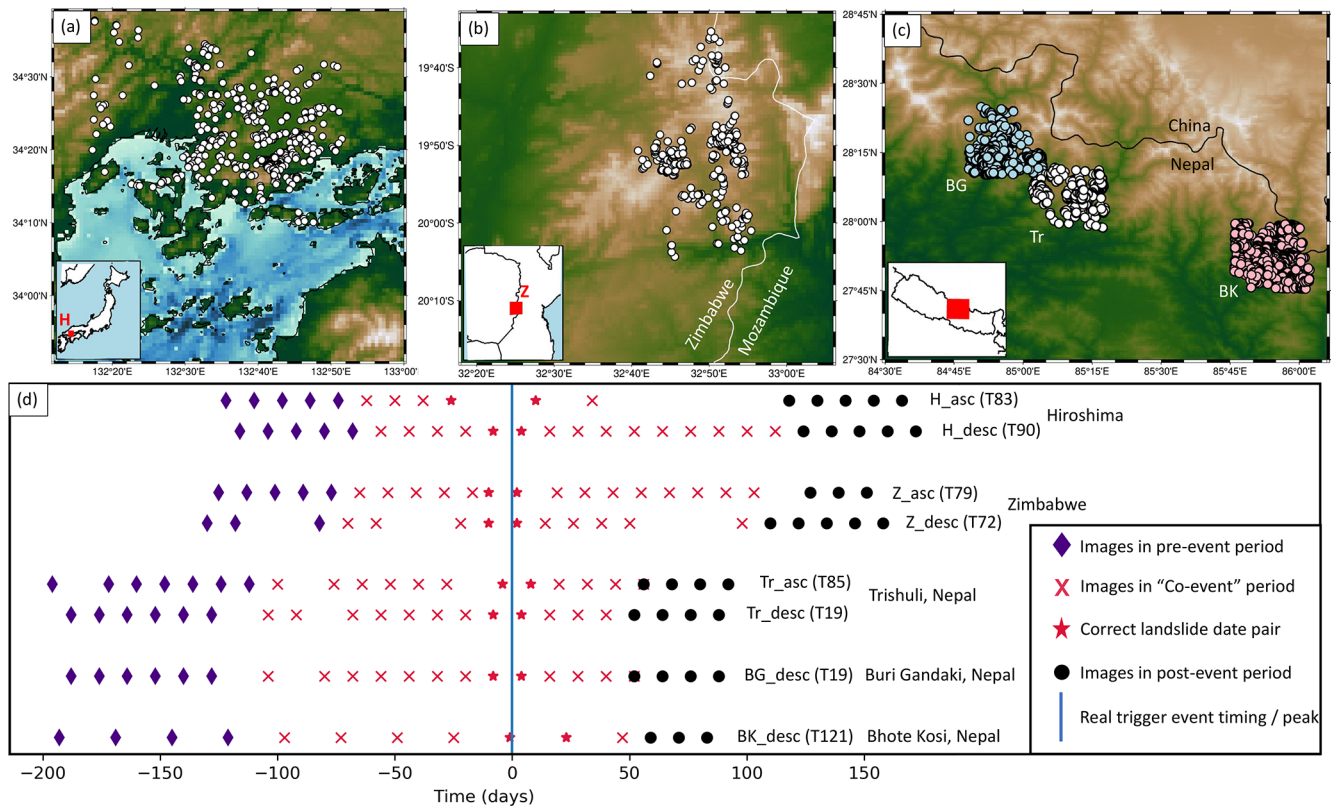 (a)
34°30'N
34°20'N
34°10'N
34°00'N
H
132°20'E
132°30'E
132°40'E
132°50'E
133°00'E
(b)
19°40'S
19°50'S
20°00'S
20°10'S
Z
Zimbabwe
Mozambique
32°20'E
32°30'E
32°40'E
32°50'E
33°00'E
(c)
28°45'N
28°30'N
28°15'N
28°00'N
27°45'N
27°30'N
China
Nepal
BG
Tr
BK
84°30'E
84°45'E
85°00'E
85°15'E
85°30'E
85°45'E
86°00'E
(d)
H_asc (T83)
Hiroshima
H_desc (T90)
Z_asc (T79)
Zimbabwe
Z_desc (T72)
Tr_asc (T85)
Trishuli, Nepal
Tr_desc (T19)
BG_desc (T19) Buri Gandaki, Nepal
BK_desc (T121) Bhote Kosi, Nepal
Images in pre-event period
Images in “Co-event” period
Correct landslide date pair
Images in post-event period
Real trigger event timing / peak
−200
−150
−100
−50
0
50
100
150
Time (days)